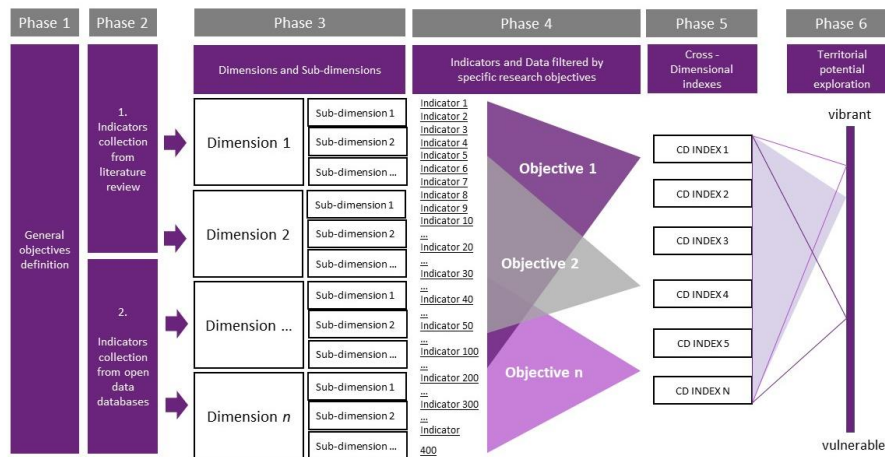 Phase 1
Phase 2
Phase 3
Phase 4
Phase 5
Phase 6
General
objectives
definition
1.
Indicators
collection
from
literature
review
2.
Indicators
collection
from open
data
databases
Dimensions and Sub-dimensions
Dimension 1
Sub-dimension 1
Sub-dimension 2
Sub-dimension ...
Dimension 2
Sub-dimension 1
Sub-dimension 2
Sub-dimension ...
Dimension ...
Sub-dimension 1
Sub-dimension 2
Sub-dimension ...
Dimension n
Sub-dimension 1
Sub-dimension 2
Sub-dimension ...
Indicators and Data filtered by
specific research objectives
Indicator 1
Indicator 2
Indicator 3
Indicator 4
Indicator 5
Indicator 6
Indicator 7
Indicator 8
Indicator 9
Indicator 10
...
Indicator 20
...
Indicator 30
...
Indicator 40
...
Indicator 50
...
Indicator 100
...
Indicator 200
...
Indicator 300
...
Indicator
400
Objective 1
Objective 2
Objective n
Cross -
Dimensional
indexes
CD INDEX 1
CD INDEX 2
CD INDEX 3
CD INDEX 4
CD INDEX 5
CD INDEX N
Territorial
potential
exploration
vibrant
vulnerable